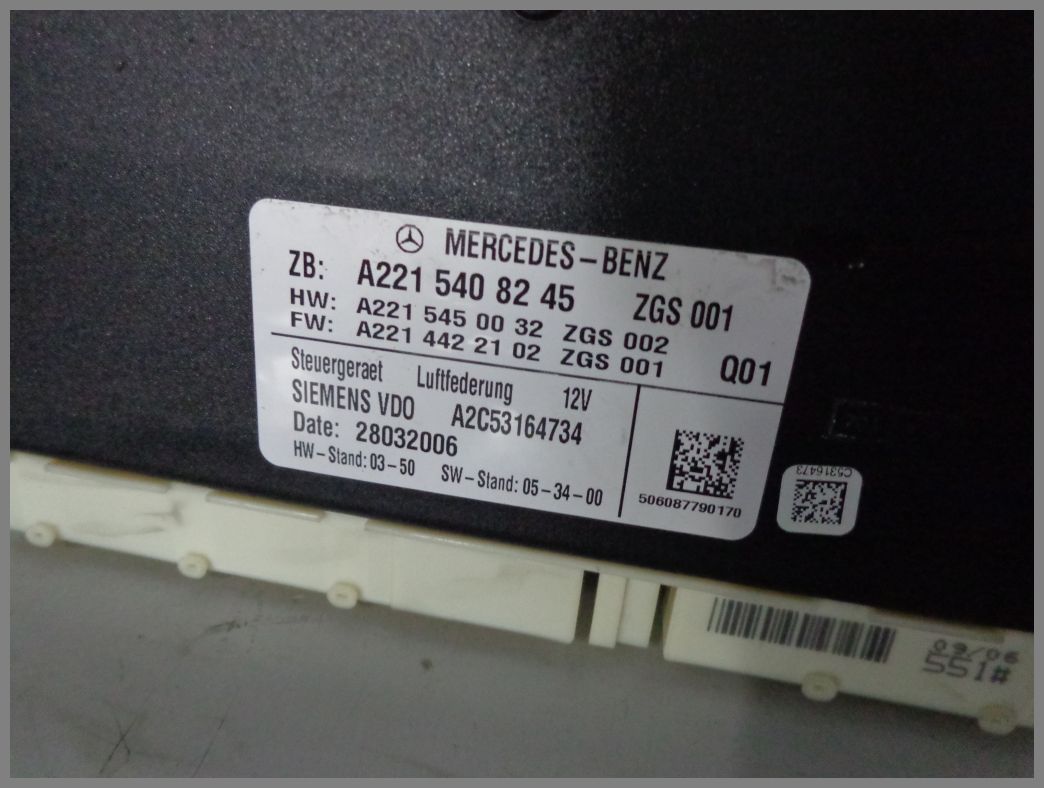 MERCEDES-BENZ
ZB: A221 540 82 45 ZGS 001
HW: A221 545 00 32 ZGS 002
FW: A221 442 21 02 ZGS 001 Q01
Steuergeraet Luftfederung 12V
SIEMENS VDO A2C53164734
Date: 28032006
HW-Stand: 03-50 SW-Stand: 05-34-00
506087790170
C5316473
09/06
551#